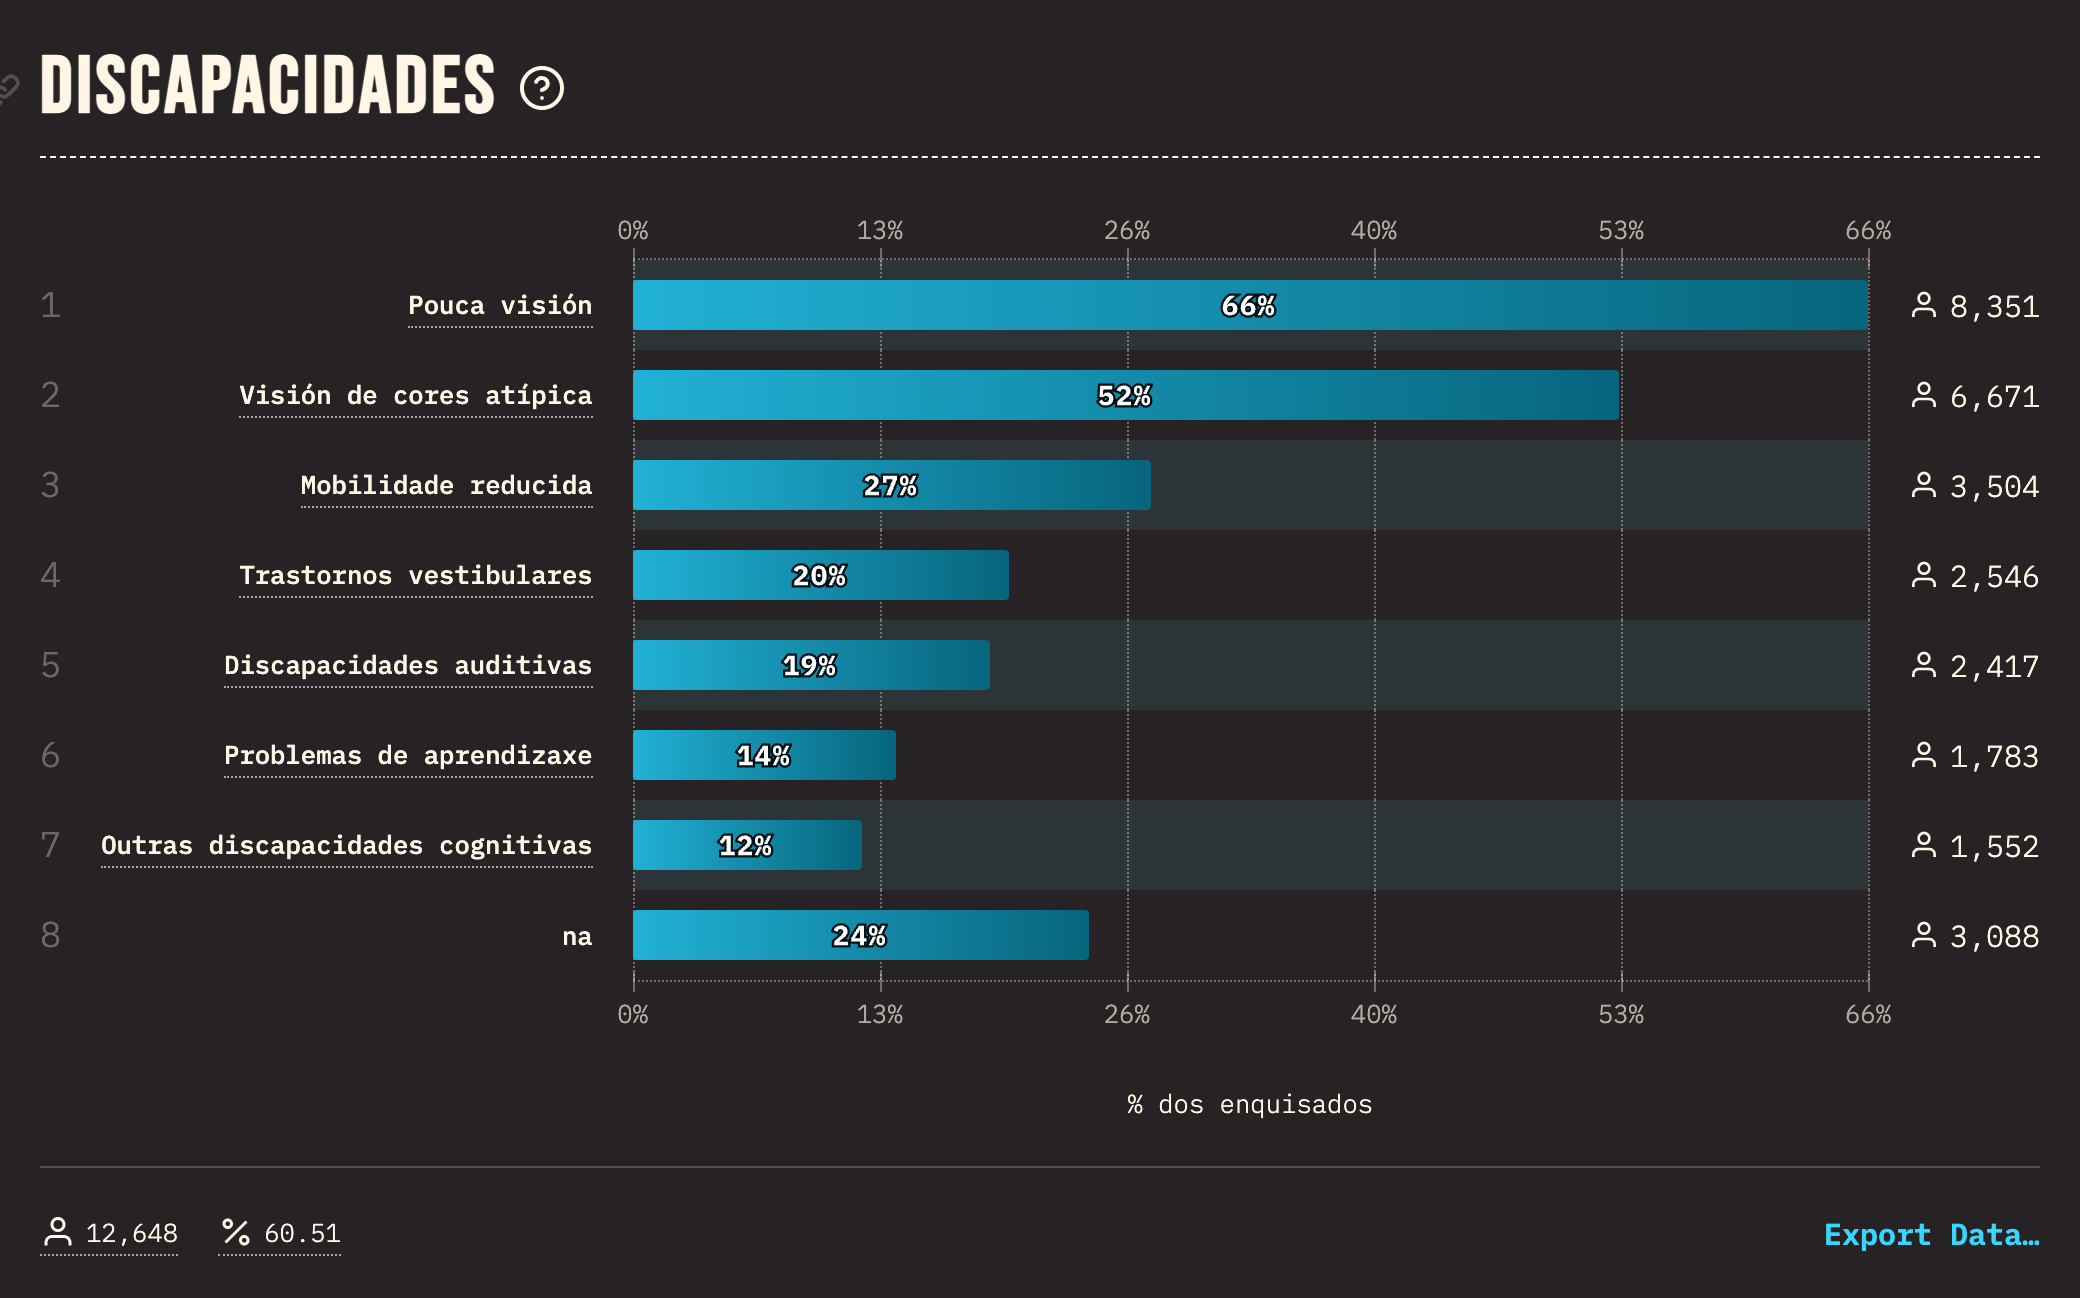 DISCAPACIDADES ?
0% 13% 26% 40% 53% 66%
1 Pouca visión 66% 8,351
2 Visión de cores atípica 52% 6,671
3 Mobilidade reducida 27% 3,504
4 Trastornos vestibulares 20% 2,546
5 Discapacidades auditivas 19% 2,417
6 Problemas de aprendizaxe 14% 1,783
7 Outras discapacidades cognitivas 12% 1,552
8 na 24% 3,088
0% 13% 26% 40% 53% 66%
% dos enquisados
12,648 % 60.51 Export Data…